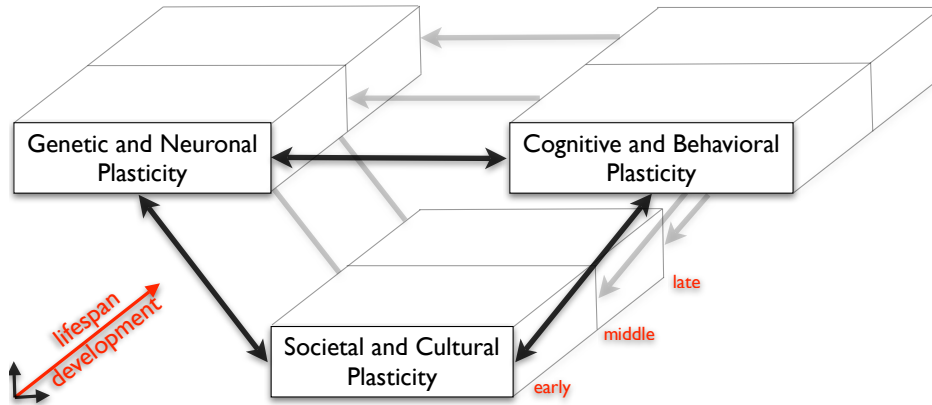 Genetic and Neuronal
Plasticity
Cognitive and Behavioral
Plasticity
Societal and Cultural
Plasticity
late
middle
early
lifespan
development